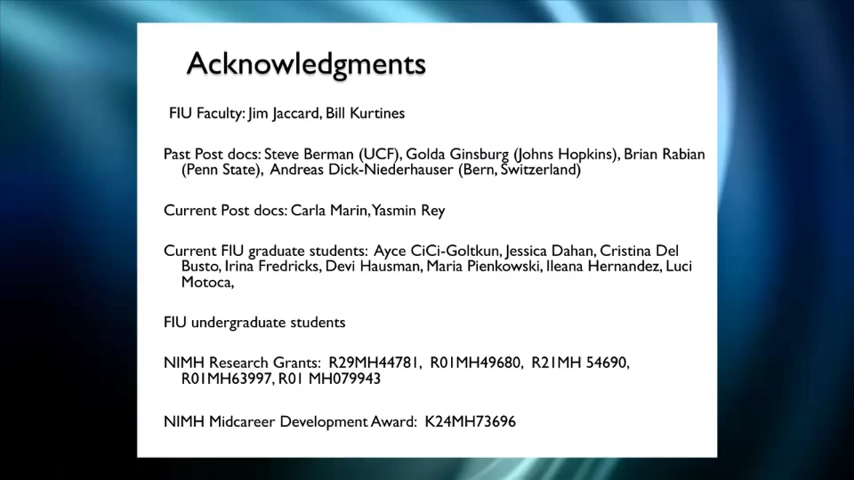 Acknowledgments
FIU Faculty: Jim Jaccard, Bill Kurtines
Past Post docs: Steve Berman (UCF), Golda Ginsburg (Johns Hopkins), Brian Rabian
(Penn State), Andreas Dick-Niederhauser (Bern, Switzerland)
Current Post docs: Carla Marin, Yasmin Rey
Current FIU graduate students: Ayce CiCi-Goltkun, Jessica Dahan, Cristina Del
Busto, Irina Fredricks, Devi Hausman, Maria Pienkowski, Ileana Hernandez, Luci
Motoca,
FIU undergraduate students
NIMH Research Grants: R29MH44781, R01MH49680, R21MH 54690,
R01MH63997, R01 MH079943
NIMH Midcareer Development Award: K24MH73696